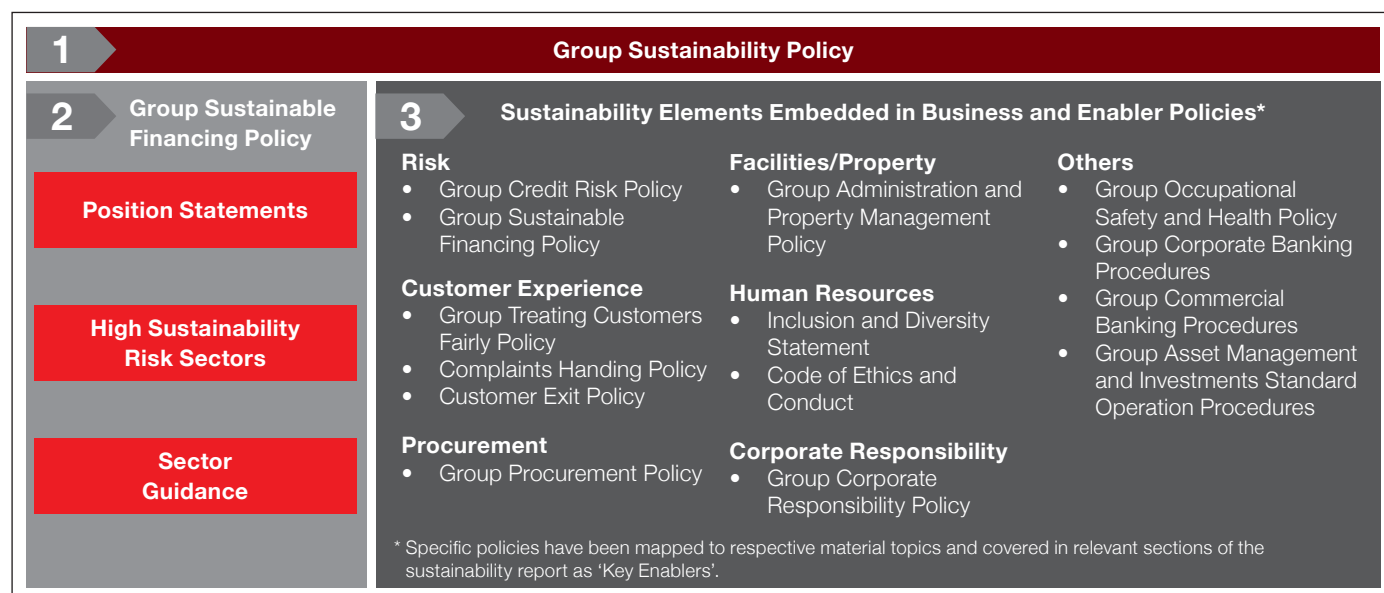 1
Group Sustainability Policy
2
Group Sustainable
Financing Policy
Position Statements
High Sustainability
Risk Sectors
Sector
Guidance
3
Sustainability Elements Embedded in Business and Enabler Policies*
Risk
• Group Credit Risk Policy
• Group Sustainable
Financing Policy
Customer Experience
• Group Treating Customers
Fairly Policy
• Complaints Handing Policy
• Customer Exit Policy
Procurement
• Group Procurement Policy
Facilities/Property
• Group Administration and
Property Management
Policy
Human Resources
• Inclusion and Diversity
Statement
• Code of Ethics and
Conduct
Corporate Responsibility
• Group Corporate
Responsibility Policy
Others
• Group Occupational
Safety and Health Policy
• Group Corporate Banking
Procedures
• Group Commercial
Banking Procedures
• Group Asset Management
and Investments Standard
Operation Procedures
* Specific policies have been mapped to respective material topics and covered in relevant sections of the
sustainability report as ‘Key Enablers’.